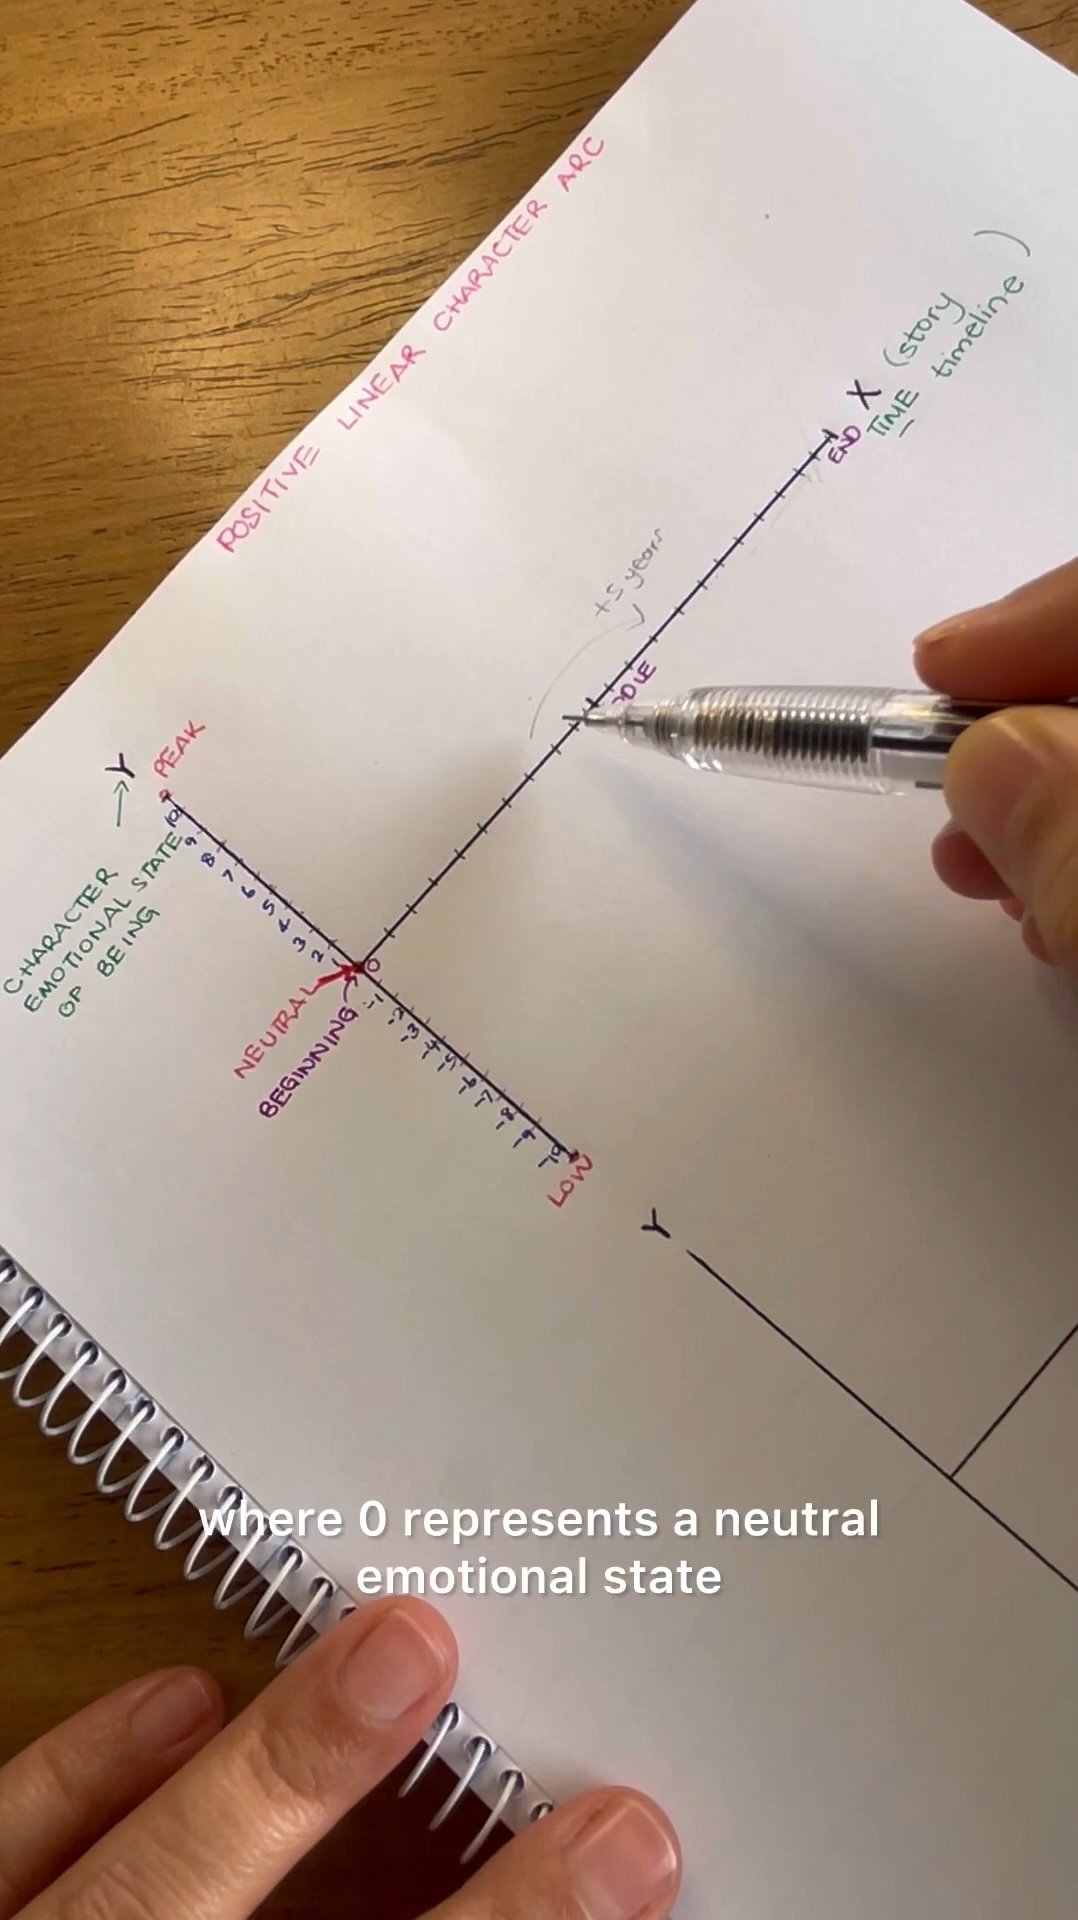 POSITIVE LINEAR CHARACTER ARC
Y
PEAK
CHARACTER
EMOTIONAL STATE
OF BEING
10
9
8
7
6
5
4
3
2
1
0
NEUTRAL
BEGINNING
-1
-2
-3
-4
-5
-6
-7
-8
-9
-10
LOW
+5 years
END
X
TIME (story
timeline)
Y
where 0 represents a neutral
emotional state